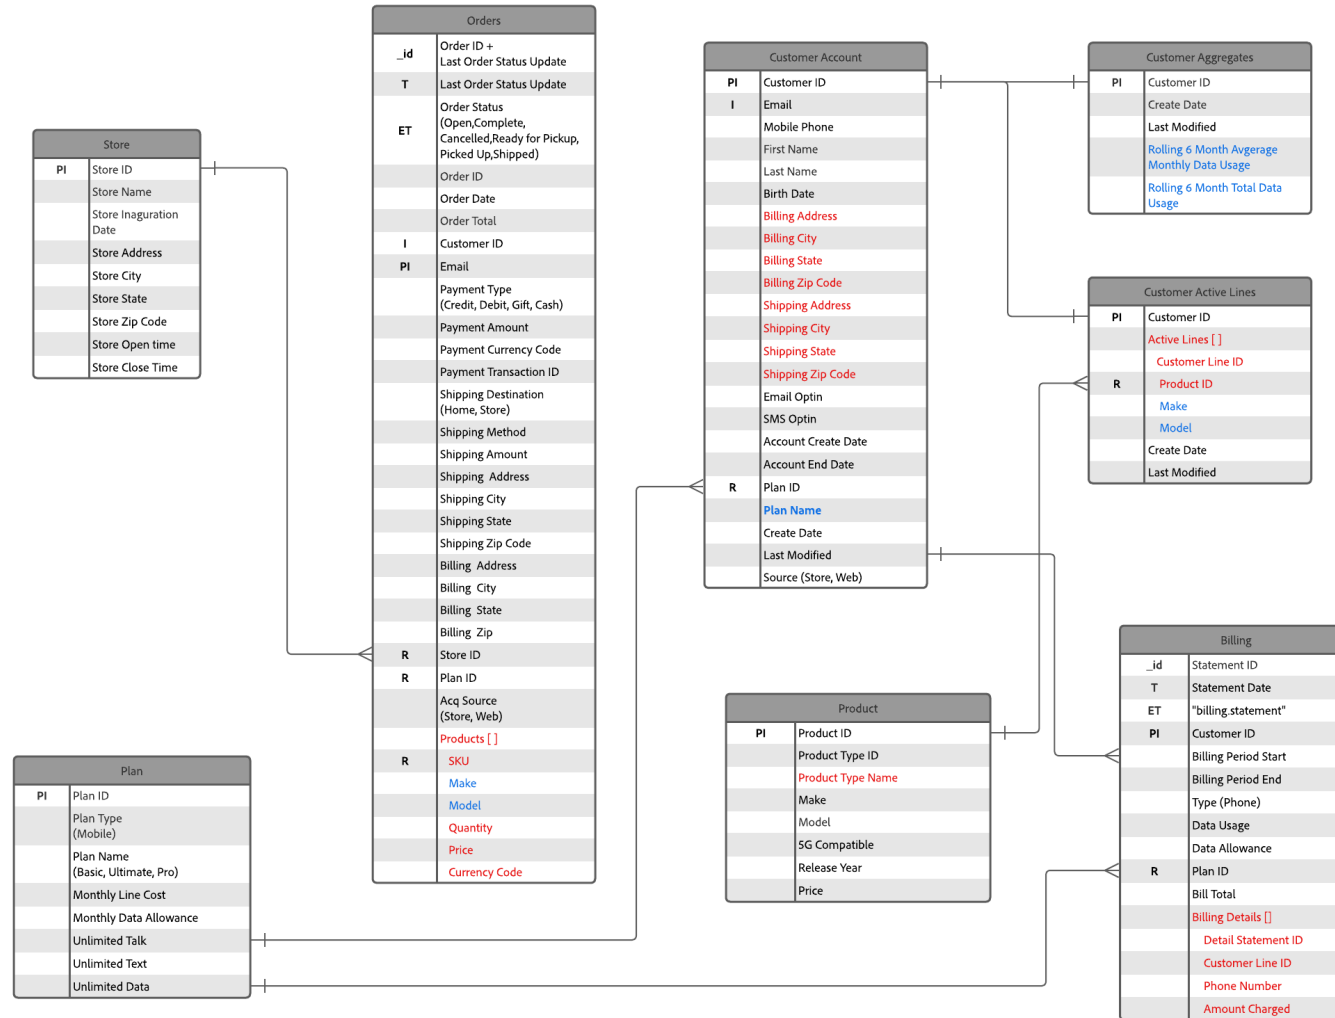 Orders
_id
Order ID +
Last Order Status Update
T
Last Order Status Update
ET
Order Status
(Open,Complete,
Cancelled,Ready for Pickup,
Picked Up,Shipped)
Order ID
Order Date
Order Total
I
Customer ID
PI
Email
Payment Type
(Credit, Debit, Gift, Cash)
Payment Amount
Payment Currency Code
Payment Transaction ID
Shipping Destination
(Home, Store)
Shipping Method
Shipping Amount
Shipping Address
Shipping City
Shipping State
Shipping Zip Code
Billing Address
Billing City
Billing State
Billing Zip
R
Store ID
R
Plan ID
Acq Source
(Store, Web)
Products [ ]
R
SKU
Make
Model
Quantity
Price
Currency Code
Store
PI
Store ID
Store Name
Store Inaguration
Date
Store Address
Store City
Store State
Store Zip Code
Store Open time
Store Close Time
Plan
PI
Plan ID
Plan Type
(Mobile)
Plan Name
(Basic, Ultimate, Pro)
Monthly Line Cost
Monthly Data Allowance
Unlimited Talk
Unlimited Text
Unlimited Data
Customer Account
PI
Customer ID
I
Email
Mobile Phone
First Name
Last Name
Birth Date
Billing Address
Billing City
Billing State
Billing Zip Code
Shipping Address
Shipping City
Shipping State
Shipping Zip Code
Email Optin
SMS Optin
Account Create Date
Account End Date
R
Plan ID
Plan Name
Create Date
Last Modified
Source (Store, Web)
Customer Aggregates
PI
Customer ID
Create Date
Last Modified
Rolling 6 Month Avgerage
Monthly Data Usage
Rolling 6 Month Total Data
Usage
Customer Active Lines
PI
Customer ID
Active Lines [ ]
Customer Line ID
R
Product ID
Make
Model
Create Date
Last Modified
Product
PI
Product ID
Product Type ID
Product Type Name
Make
Model
5G Compatible
Release Year
Price
Billing
_id
Statement ID
T
Statement Date
ET
"billing.statement"
PI
Customer ID
Billing Period Start
Billing Period End
Type (Phone)
Data Usage
Data Allowance
R
Plan ID
Bill Total
Billing Details []
Detail Statement ID
Customer Line ID
Phone Number
Amount Charged